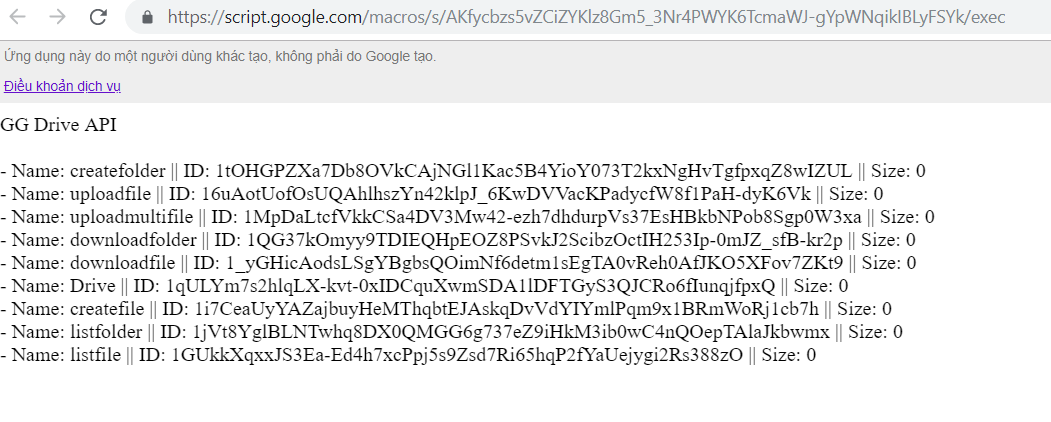 https://script.google.com/macros/s/AKfycbzs5vZCiZYKlz8Gm5_3Nr4PWYK6TcmaWJ-gYpWNqikIBLyFSYk/exec
Ứng dụng này do một người dùng khác tạo, không phải do Google tạo.
Điều khoản dịch vụ
GG Drive API
- Name: createfolder || ID: 1tOHGPZXa7Db8OVkCAjNGl1Kac5B4YioY073T2kxNgHvTgfpxqZ8wIZUL || Size: 0
- Name: uploadfile || ID: 16uAotUofOsUQAhlhszYn42klpJ_6KwDVVacKPadycfW8f1PaH-dyK6Vk || Size: 0
- Name: uploadmultifile || ID: 1MpDaLtcfVkkCSa4DV3Mw42-ezh7dhdurpVs37EsHBkbNPob8Sgp0W3xa || Size: 0
- Name: downloadfolder || ID: 1QG37kOmyy9TDIEQHpEOZ8PSvkJ2ScibzOctIH253Ip-0mJZ_sfB-kr2p || Size: 0
- Name: downloadfile || ID: 1_yGHicAodsLSgYBgbsQOimNf6detm1sEgTA0vReh0AfJKO5XFov7ZKt9 || Size: 0
- Name: Drive || ID: 1qULYm7s2hlqLX-kvt-0xIDCquXwmSDA1lDFTGyS3QJCRo6fIunqjfpxQ || Size: 0
- Name: createfile || ID: 1i7CeaUyYAZajbuyHeMThqbtEJAskqDvVdYIYmlPqm9x1BRmWoRj1cb7h || Size: 0
- Name: listfolder || ID: 1jVt8YglBLNTwhq8DX0QMGG6g737eZ9iHkM3ib0wC4nQOepTAlaJkbwmx || Size: 0
- Name: listfile || ID: 1GUkkXqxxJS3Ea-Ed4h7xcPpj5s9Zsd7Ri65hqP2fYaUejygi2Rs388zO || Size: 0